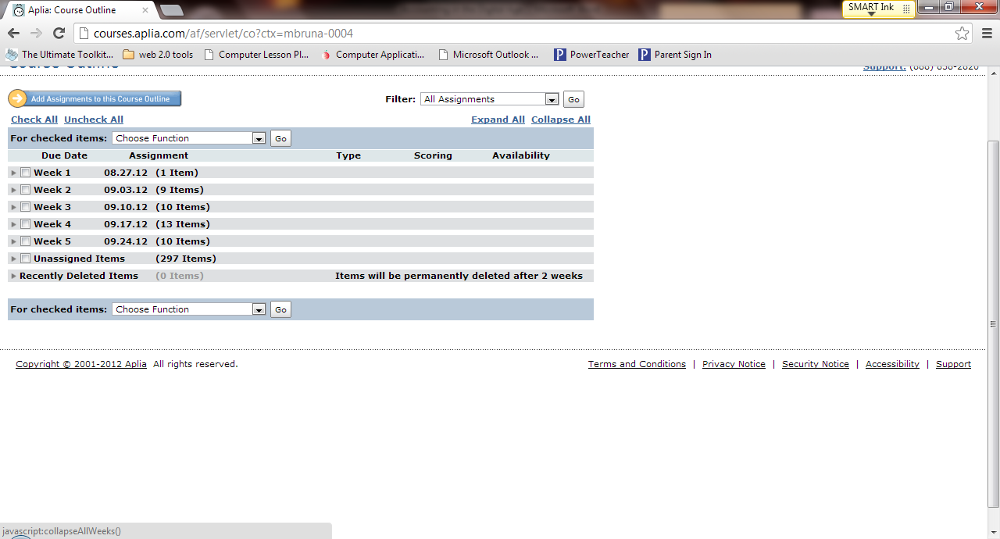 Aplia: Course Outline
SMART Ink
courses.aplia.com/af/servlet/co?ctx=mbruna-0004
The Ultimate Toolkit... web 2.0 tools Computer Lesson Pl... Computer Applicati... Microsoft Outlook ... PowerTeacher Parent Sign In
Course Outline Support: (888) 858-2820
Add Assignments to this Course Outline Filter: All Assignments Go
Check All Uncheck All Expand All Collapse All
For checked items: Choose Function Go
Due Date Assignment Type Scoring Availability
Week 1 08.27.12 (1 Item)
Week 2 09.03.12 (9 Items)
Week 3 09.10.12 (10 Items)
Week 4 09.17.12 (13 Items)
Week 5 09.24.12 (10 Items)
Unassigned Items (297 Items)
Recently Deleted Items (0 Items) Items will be permanently deleted after 2 weeks
For checked items: Choose Function Go
Copyright © 2001-2012 Aplia All rights reserved. Terms and Conditions | Privacy Notice | Security Notice | Accessibility | Support
javascript:collapseAllWeeks()